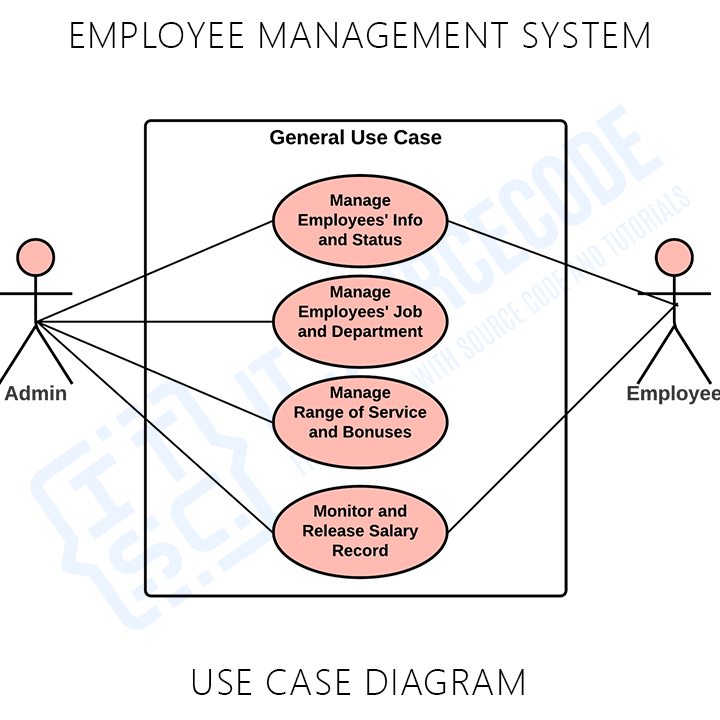 EMPLOYEE MANAGEMENT SYSTEM
General Use Case
Manage
Employees' Info
and Status
Manage
Employees' Job
and Department
Manage
Range of Service
and Bonuses
Monitor and
Release Salary
Record
Admin
Employee
USE CASE DIAGRAM